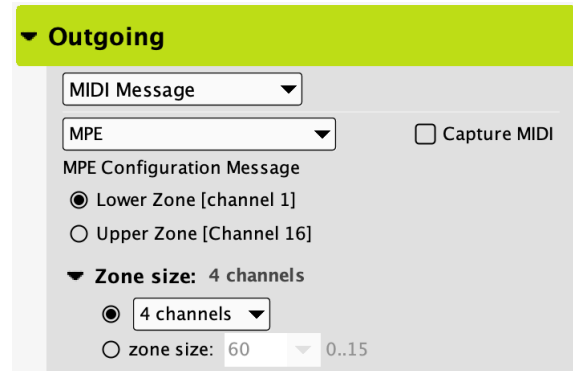 Outgoing
MIDI Message
MPE
Capture MIDI
MPE Configuration Message
Lower Zone [channel 1]
Upper Zone [Channel 16]
Zone size: 4 channels
4 channels
zone size: 60 0..15